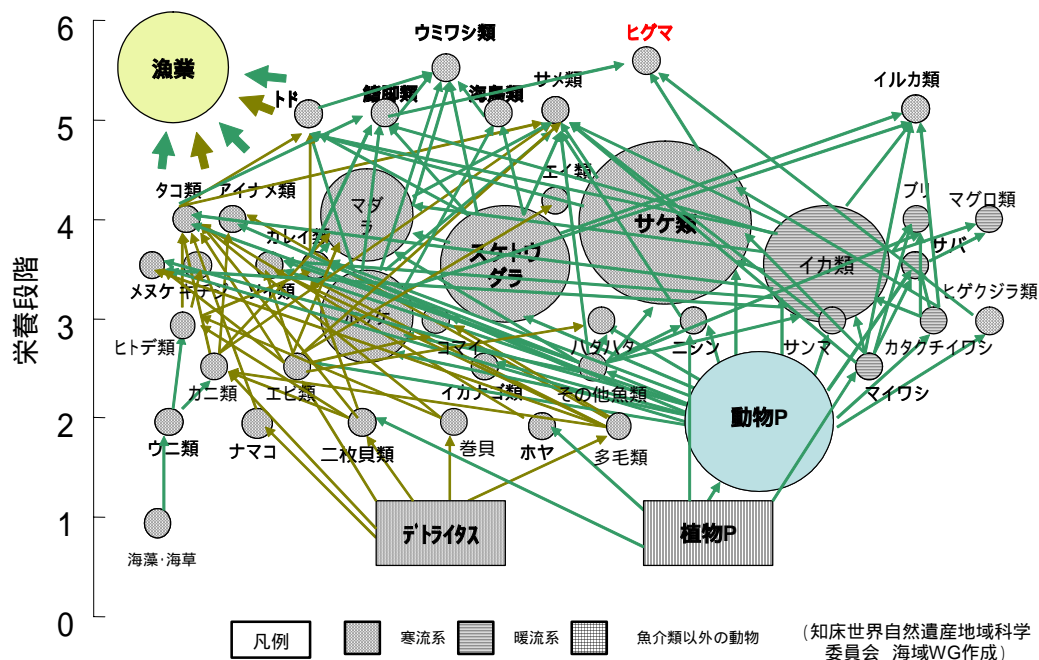 6
5
4
3
2
1
0
栄養段階
漁業
ウミワシ類
ヒグマ
トド
鰭脚類
海鳥類
サメ類
イルカ類
タコ類
アイナメ類
マダラ
エイ類
ブリ
マグロ類
カレイ類
スケトウ
グラ
サケ類
イカ類
サバ
メヌケ
キチジ
ヒゲクジラ類
ホッケ
ヒトデ類
コマイ
ハタハタ
ニシン
サンマ
カタクチイワシ
カニ類
エビ類
イカナゴ類
その他魚類
マイワシ
動物P
ウニ類
ナマコ
二枚貝類
巻貝
ホヤ
多毛類
デトライタス
植物P
海藻・海草
凡例
寒流系
暖流系
魚介類以外の動物
(知床世界自然遺産地域科学
委員会 海域WG作成)